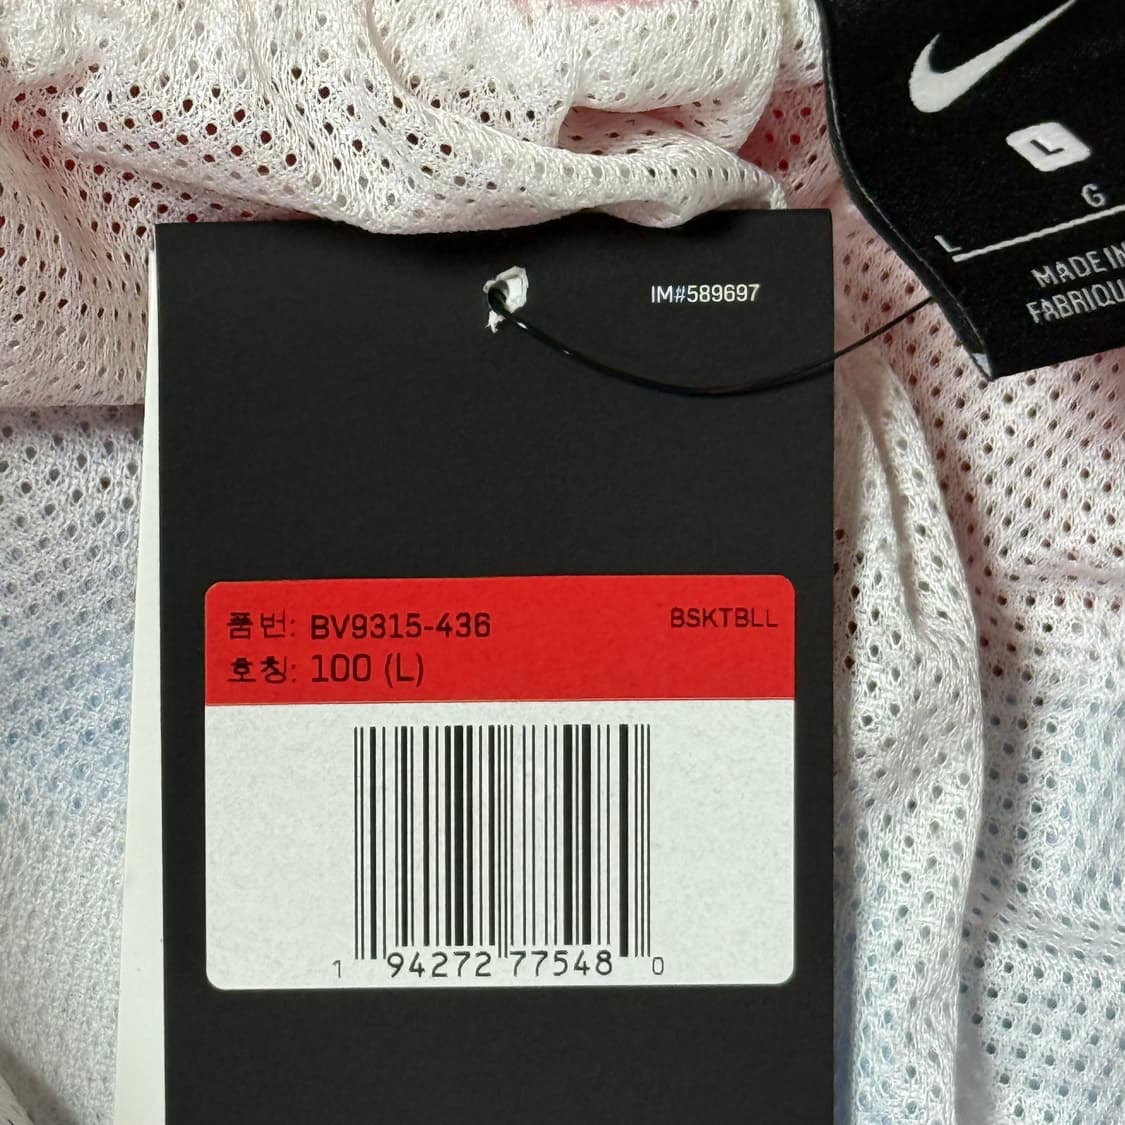 L
G
L
MADE IN
FABRIQU
IM#589697
품번: BV9315-436
BSKTBLL
호칭: 100 (L)
1 94272 77548 0